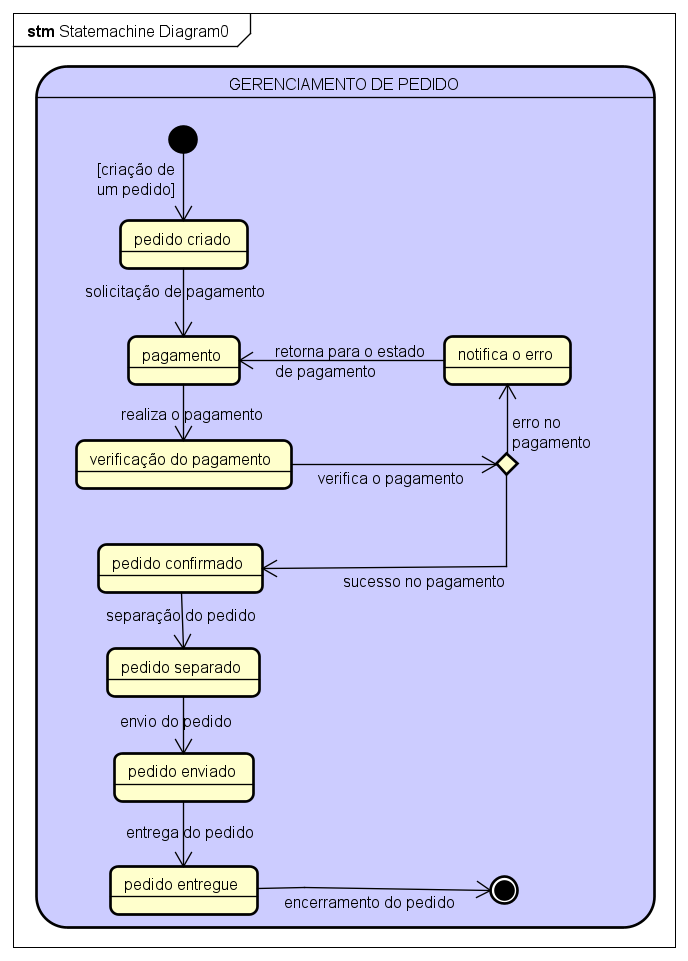 stm Statemachine Diagram0
GERENCIAMENTO DE PEDIDO
[criação de
um pedido]
pedido criado
solicitação de pagamento
pagamento
retorna para o estado
de pagamento
notifica o erro
realiza o pagamento
erro no
pagamento
verificação do pagamento
verifica o pagamento
pedido confirmado
sucesso no pagamento
separação do pedido
pedido separado
envio do pedido
pedido enviado
entrega do pedido
pedido entregue
encerramento do pedido